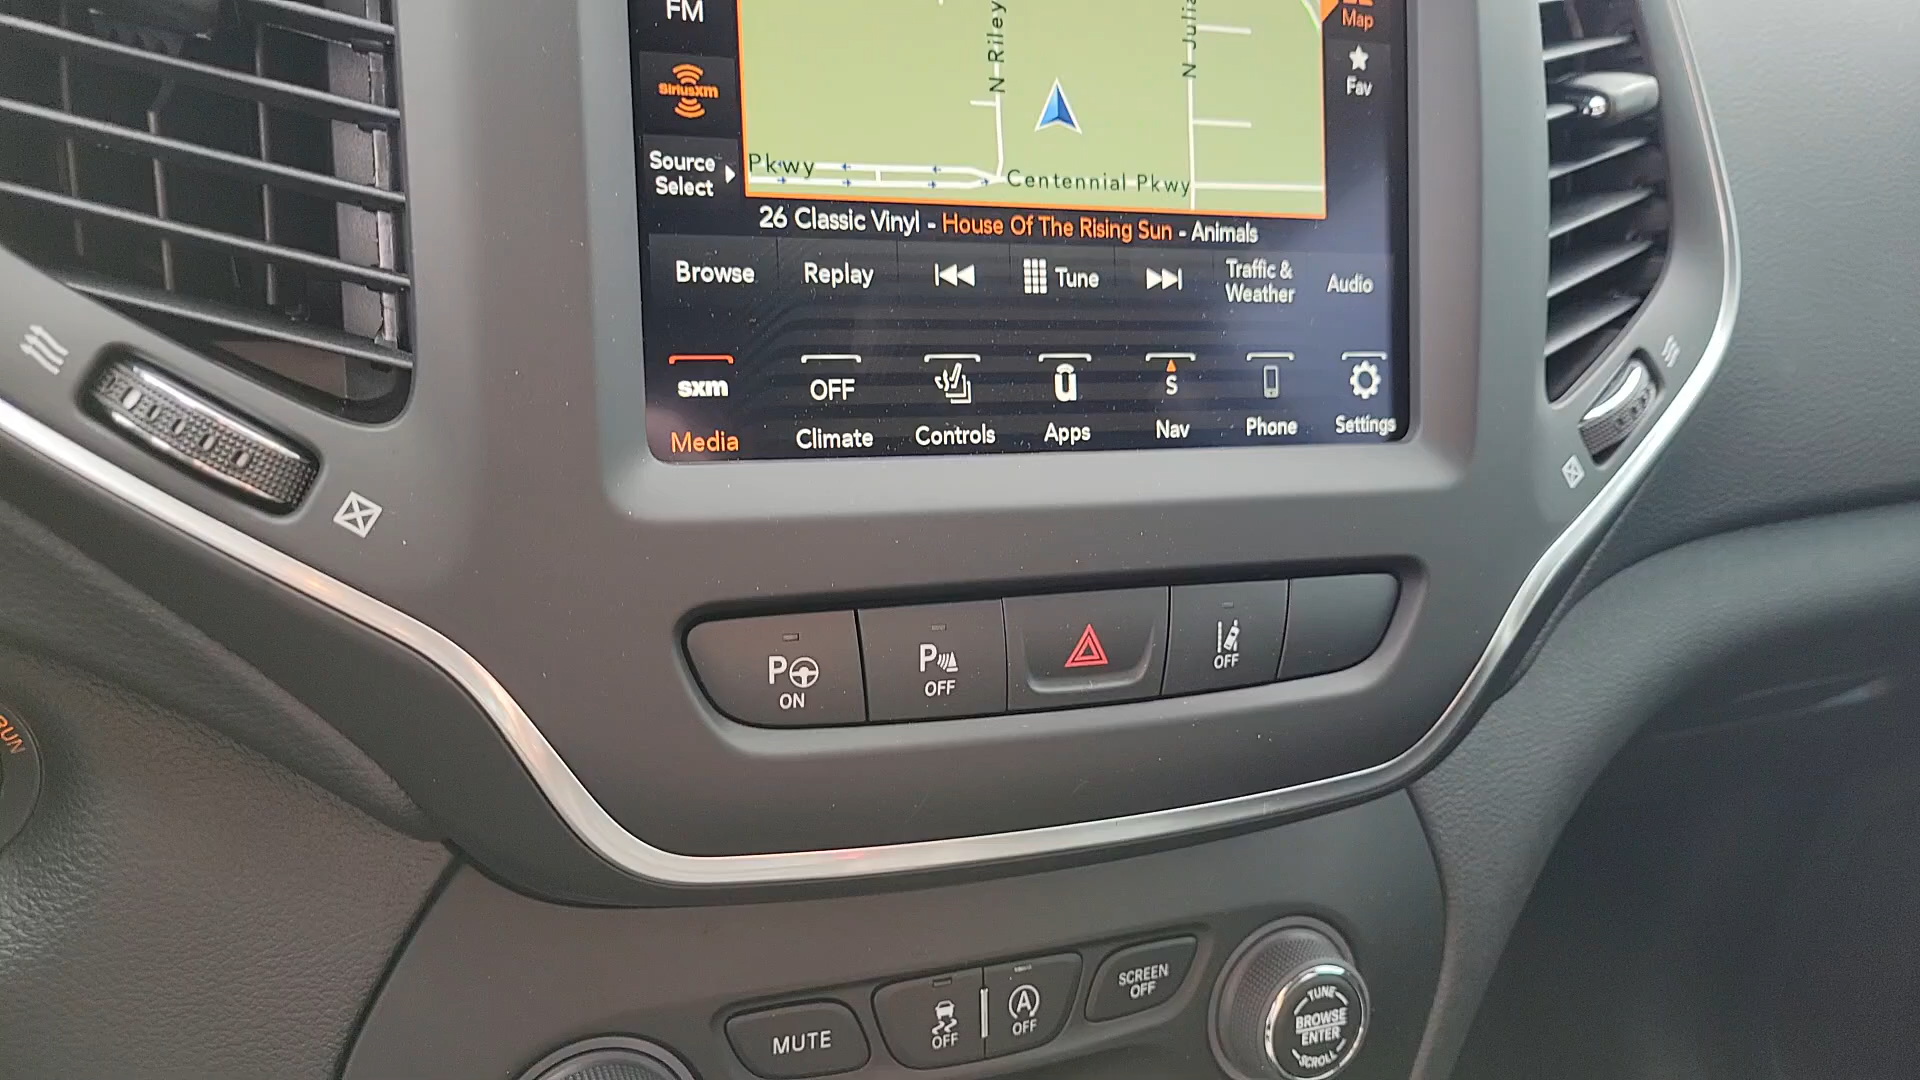 FM
Map
N Riley
N Julia
SiriusXm
Fav
Source
Select
Pkwy
Centennial Pkwy
26 Classic Vinyl - House Of The Rising Sun - Animals
Browse
Replay
Tune
Traffic &
Weather
Audio
sxm
OFF
S
Media
Climate
Controls
Apps
Nav
Phone
Settings
P
ON
P
OFF
OFF
RUN
MUTE
OFF
A
OFF
SCREEN
OFF
TUNE
BROWSE
ENTER
SCROLL